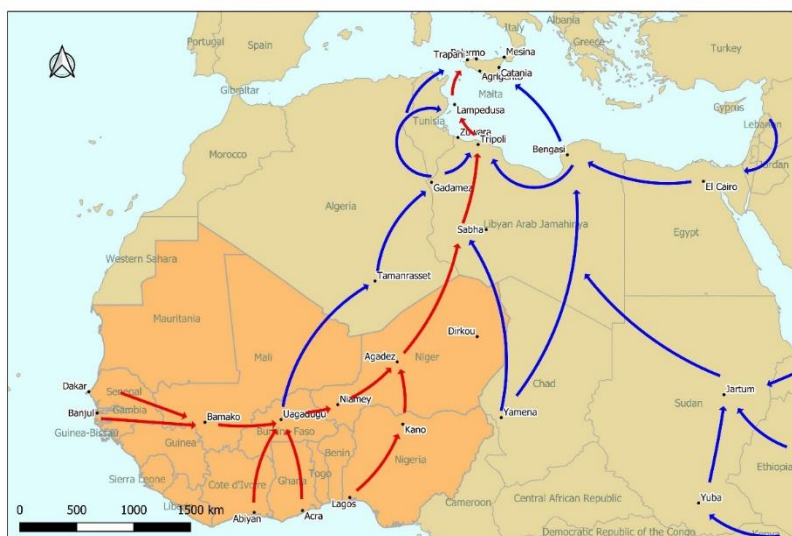 Portugal
Spain
Italy
Albania
Greece
Turkey
Gibraltar
Trapani
Palermo
Mesina
Agrigento
Catania
Malta
Cyprus
Lebanon
Jordan
Tunisia
Lampedusa
Zuwara
Tripoli
Bengasi
Morocco
Gadamez
El Cairo
Algeria
Sabha
Libyan Arab Jamahiriya
Egypt
Western Sahara
Tamanrasset
Mauritania
Mali
Dirkou
Agadez
Niger
Chad
Dakar
Senegal
Banjul
Gambia
Guinea-Bissau
Bamako
Uagadugu
Burkina Faso
Niamey
Kano
Yamena
Jartum
Sudan
Guinea
Benin
Nigeria
Sierra Leone
Cote d'Ivoire
Ghana
Togo
Ethiopia
Abiyan
Acra
Lagos
Cameroon
Central African Republic
Yuba
Democratic Republic of the Congo
Kenya
0 500 1000 1500 km